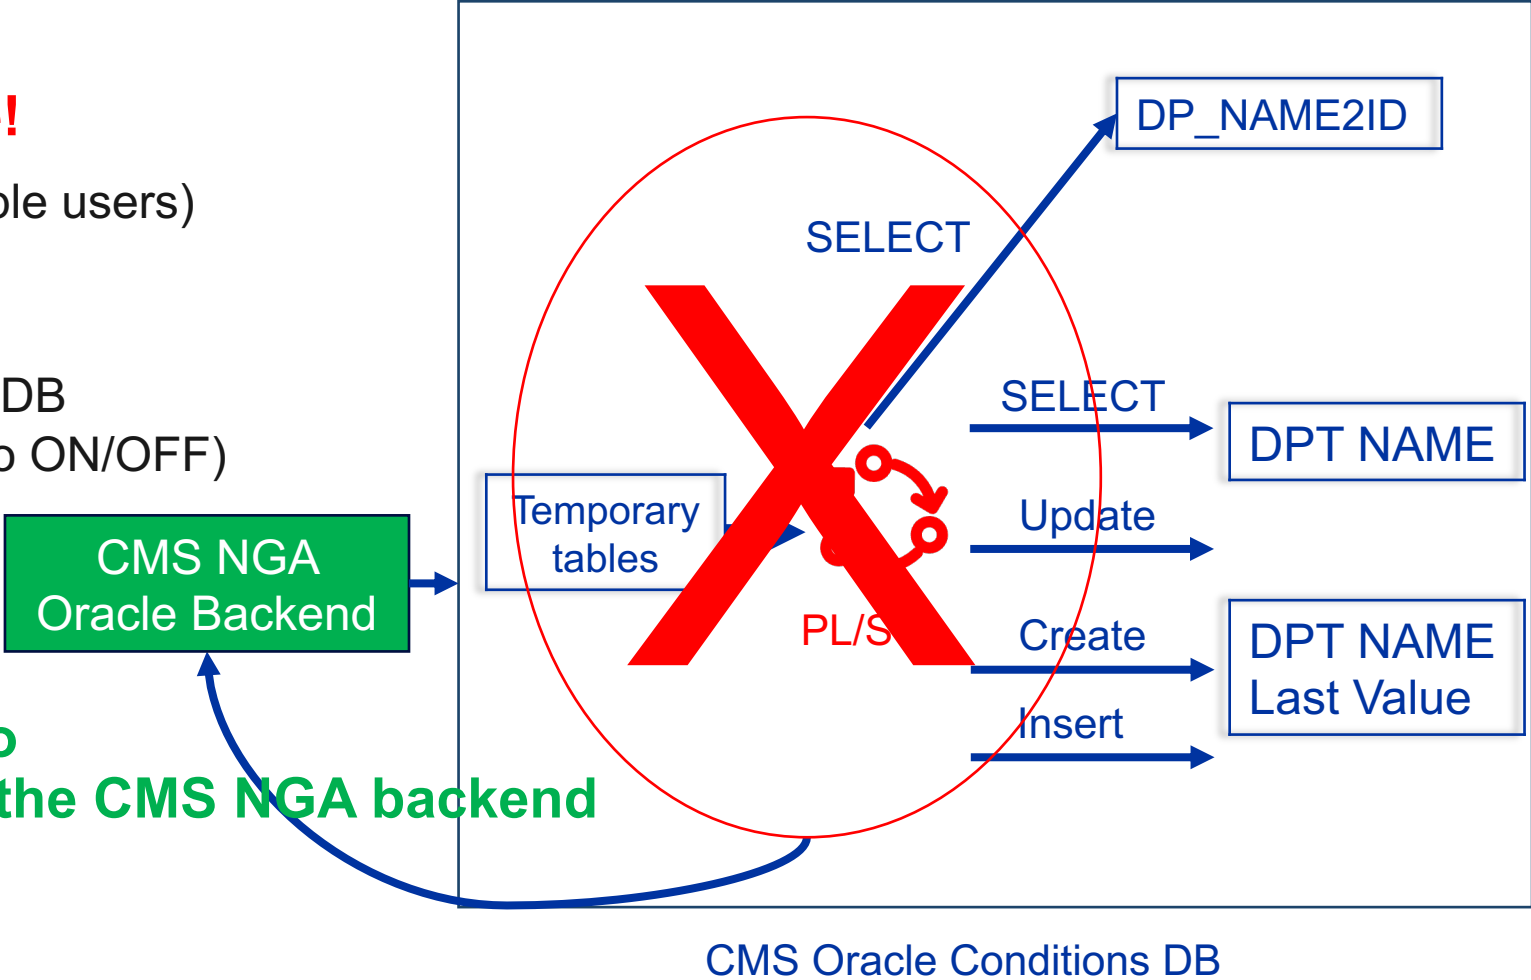 !
ole users)
DB
o ON/OFF)
CMS NGA
Oracle Backend
o
the CMS NGA backend
DP_NAME2ID
SELECT
SELECT
DPT NAME
Temporary
tables
Update
PL/S
Create
DPT NAME
Last Value
Insert
CMS Oracle Conditions DB